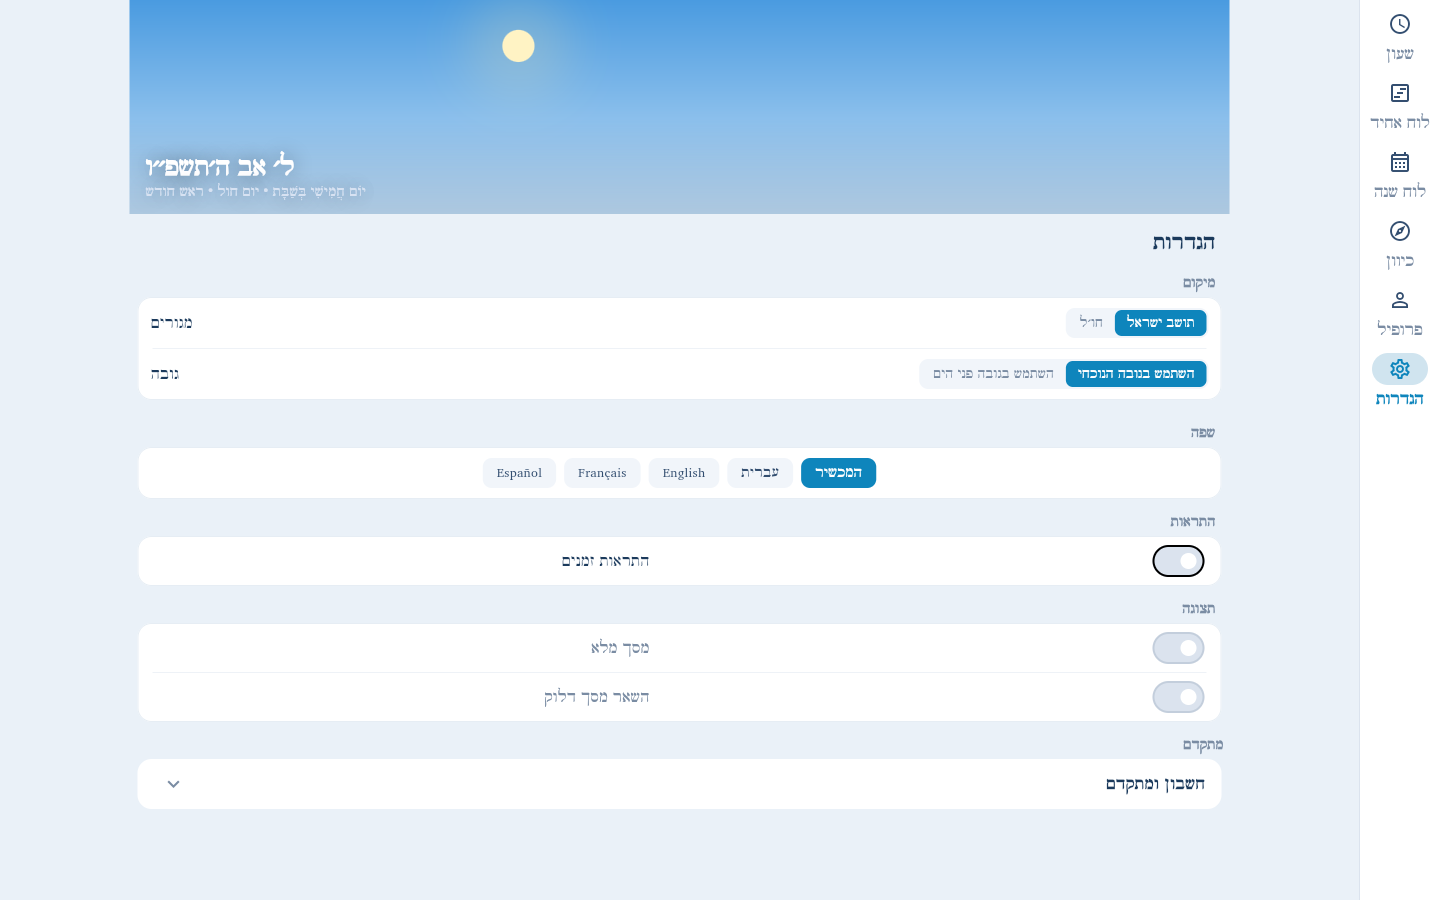 ל׳ אב ה׳תשפ״ו
יוֹם חֲמִישִׁי בְּשַׁבָּת • יום חול • ראש חודש
הגדרות
מיקום
מגורים
תושב ישראל
חו״ל
גובה
השתמש בגובה הנוכחי
השתמש בגובה פני הים
שפה
המכשיר
עברית
English
Français
Español
התראות
התראות זמנים
תצוגה
מסך מלא
השאר מסך דלוק
מתקדם
חשבון ומתקדם
שעון
לוח אחיד
לוח שנה
כיוון
פרופיל
הגדרות